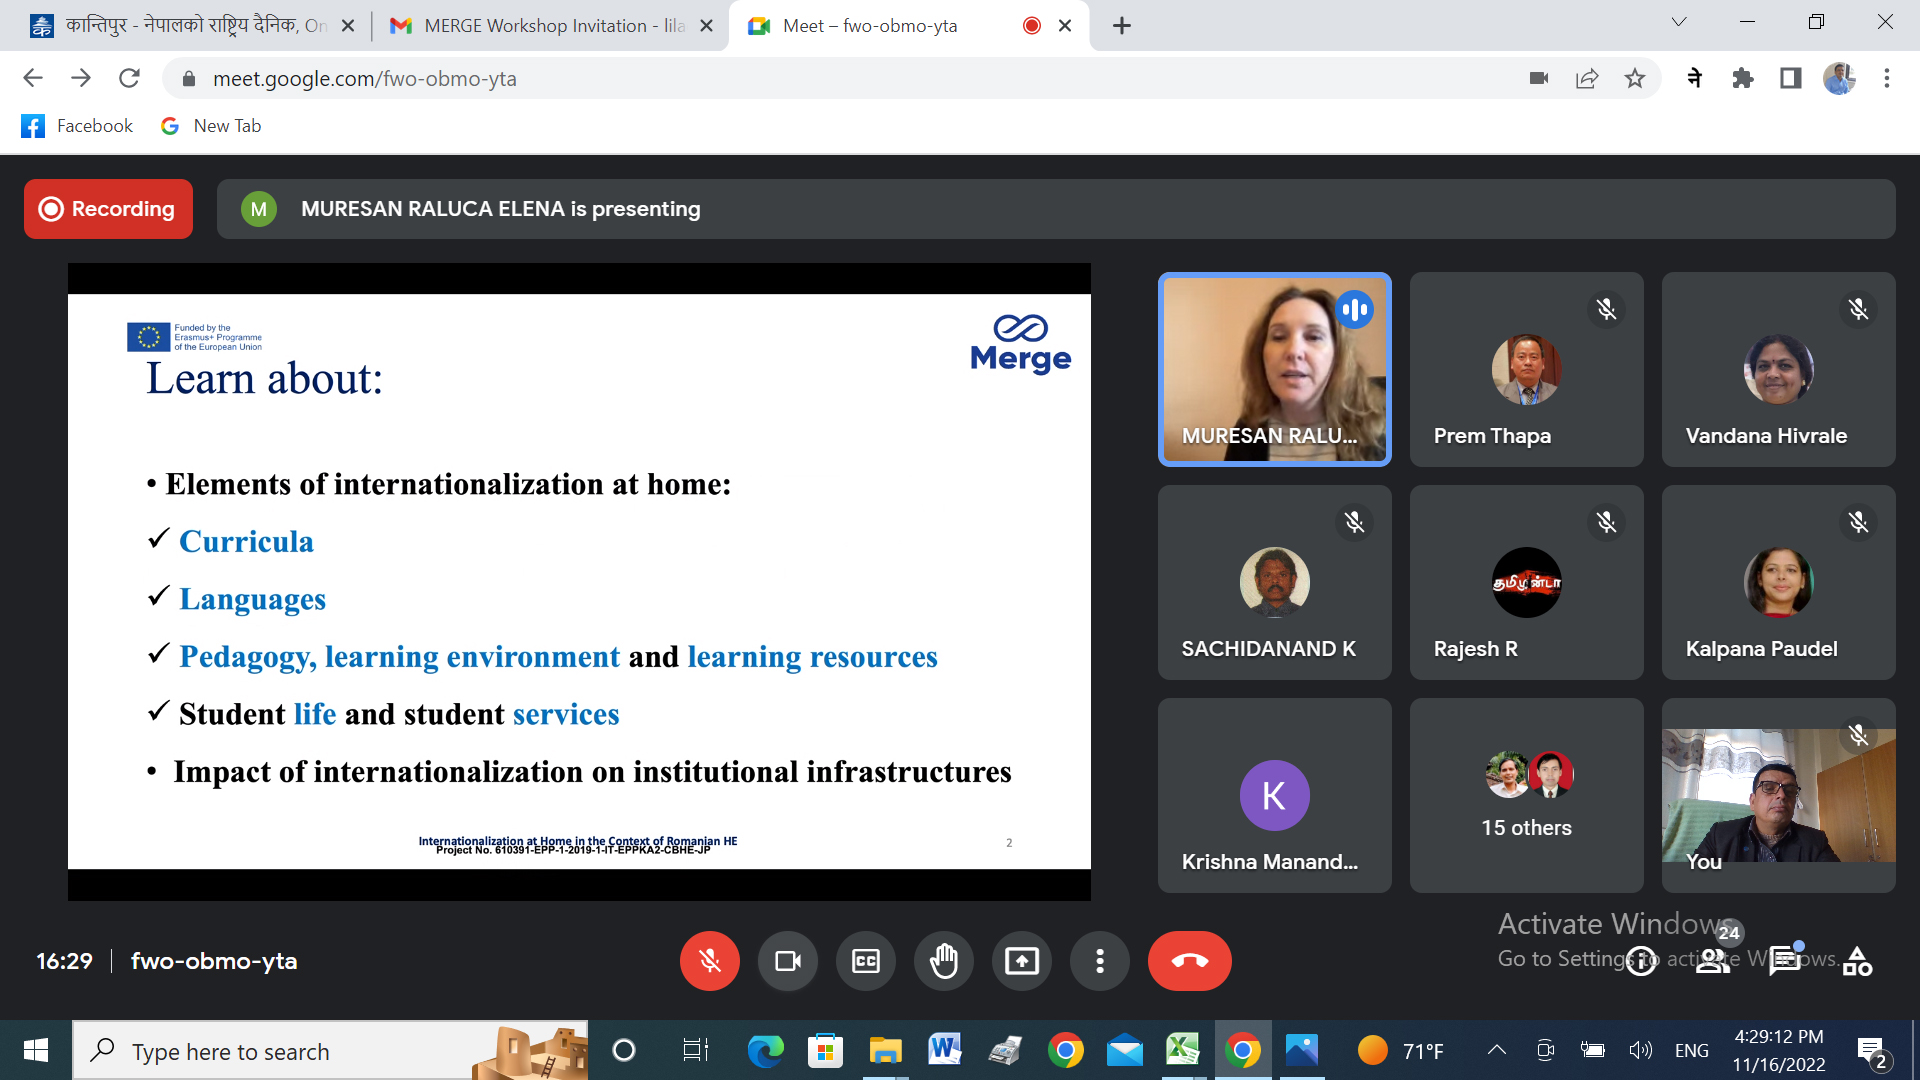 कान्तिपुर - नेपालको राष्ट्रिय दैनिक, On
MERGE Workshop Invitation - lila
Meet – fwo-obmo-yta
meet.google.com/fwo-obmo-yta
ने
Facebook
New Tab
Recording
M
MURESAN RALUCA ELENA is presenting
Funded by the
Erasmus+ Programme
of the European Union
Merge
Learn about:
• Elements of internationalization at home:
✓ Curricula
✓ Languages
✓ Pedagogy, learning environment and learning resources
✓ Student life and student services
• Impact of internationalization on institutional infrastructures
Internationalization at Home in the Context of Romanian HE
Project No. 610391-EPP-1-2019-1-IT-EPPKA2-CBHE-JP
2
MURESAN RALU...
Prem Thapa
Vandana Hivrale
SACHIDANAND K
தமிழன்டா
Rajesh R
Kalpana Paudel
K
Krishna Manand...
15 others
You
Activate Windows
Go to Settings to activate Windows.
16:29
fwo-obmo-yta
CC
24
Type here to search
71°F
ENG
4:29:12 PM
11/16/2022
2